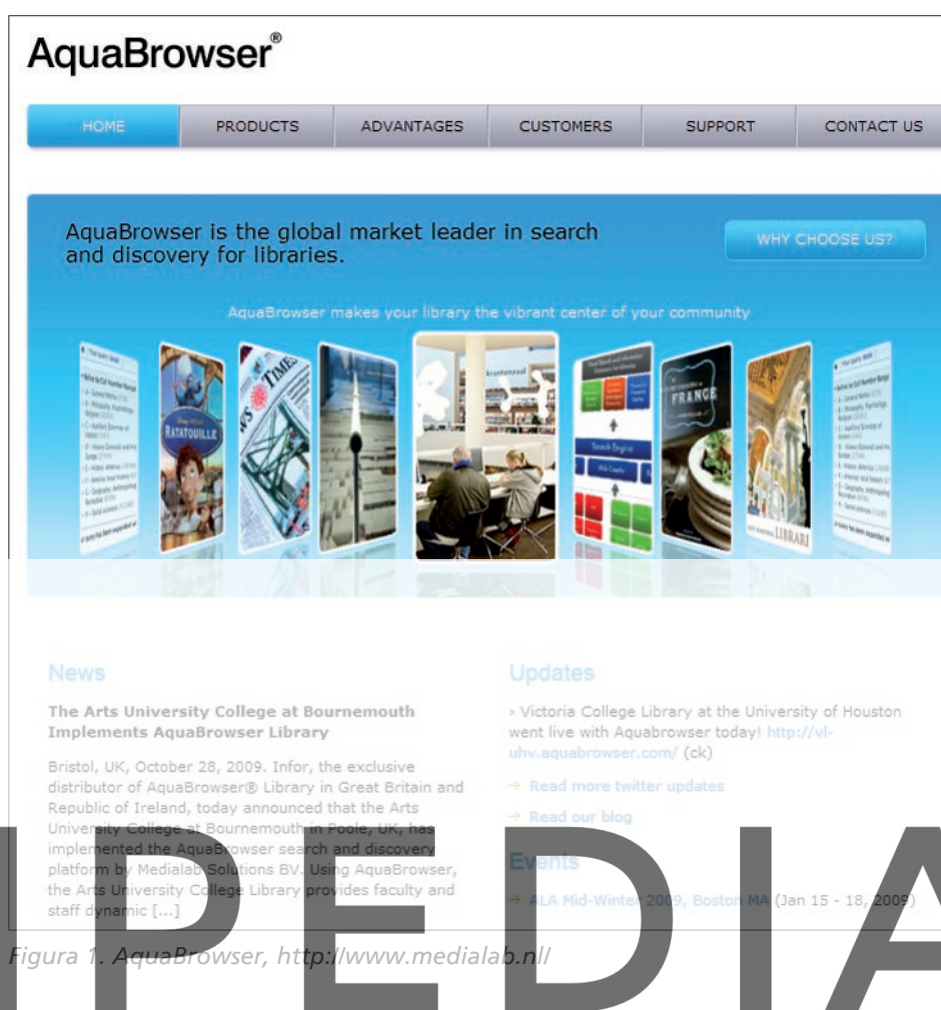 AquaBrowser®
HOME PRODUCTS ADVANTAGES CUSTOMERS SUPPORT CONTACT US
AquaBrowser is the global market leader in search
and discovery for libraries.
WHY CHOOSE US?
AquaBrowser makes your library the vibrant center of your community
RATATOUILLE
TIMES
krantenzaal
Search Engine
FRANCE
News
The Arts University College at Bournemouth
Implements AquaBrowser Library
Bristol, UK, October 28, 2009. Infor, the exclusive
distributor of AquaBrowser® Library in Great Britain and
Republic of Ireland, today announced that the Arts
University College at Bournemouth in Poole, UK, has
implemented the AquaBrowser search and discovery
platform by Medialab Solutions BV. Using AquaBrowser,
the Arts University College Library provides faculty and
staff dynamic [...]
Updates
› Victoria College Library at the University of Houston
went live with Aquabrowser today! http://vl-
uhv.aquabrowser.com/ (ck)
→ Read more twitter updates
→ Read our blog
Events
→ ALA Mid-Winter 2009, Boston MA (Jan 15 - 18, 2009)
Figura 1. AquaBrowser, http://www.medialab.nl/
IPEDIA